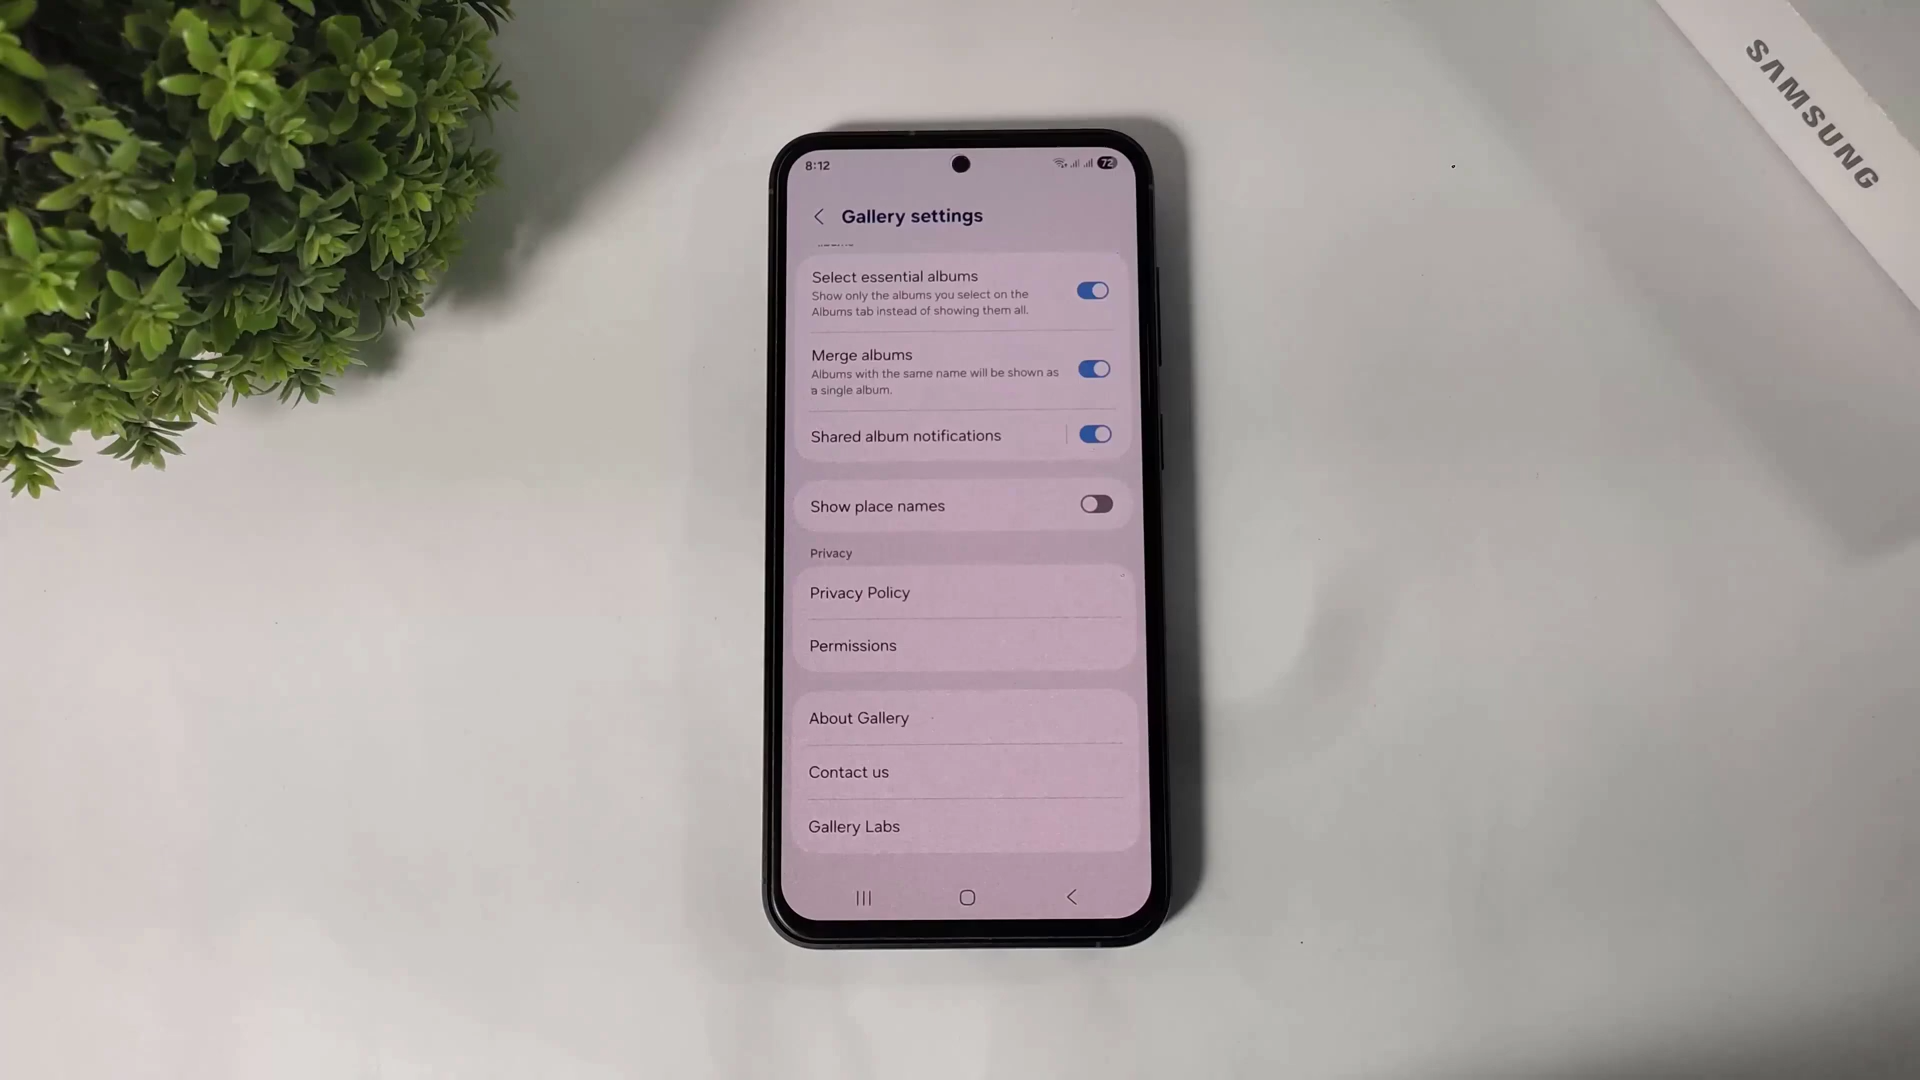 8:12
72
Gallery settings
Select essential albums
Show only the albums you select on the
Albums tab instead of showing them all.
Merge albums
Albums with the same name will be shown as
a single album.
Shared album notifications
Show place names
Privacy
Privacy Policy
Permissions
About Gallery
Contact us
Gallery Labs
SAMSUNG